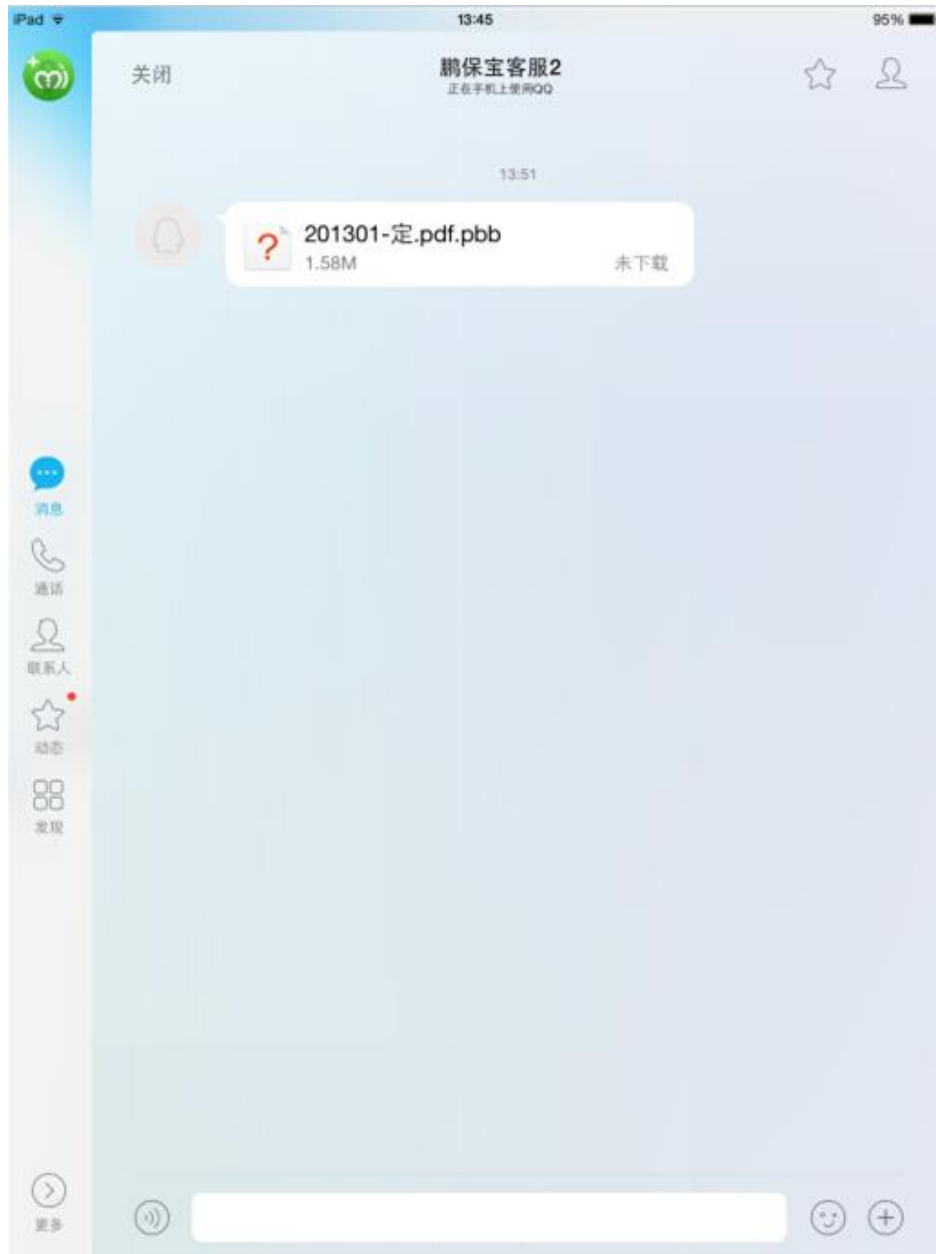 iPad 13:45 95%
关闭 鹏保宝客服2
正在手机上使用QQ
13:51
201301-定.pdf.pbb
1.58M 未下载
消息
通话
联系人
动态
发现
更多